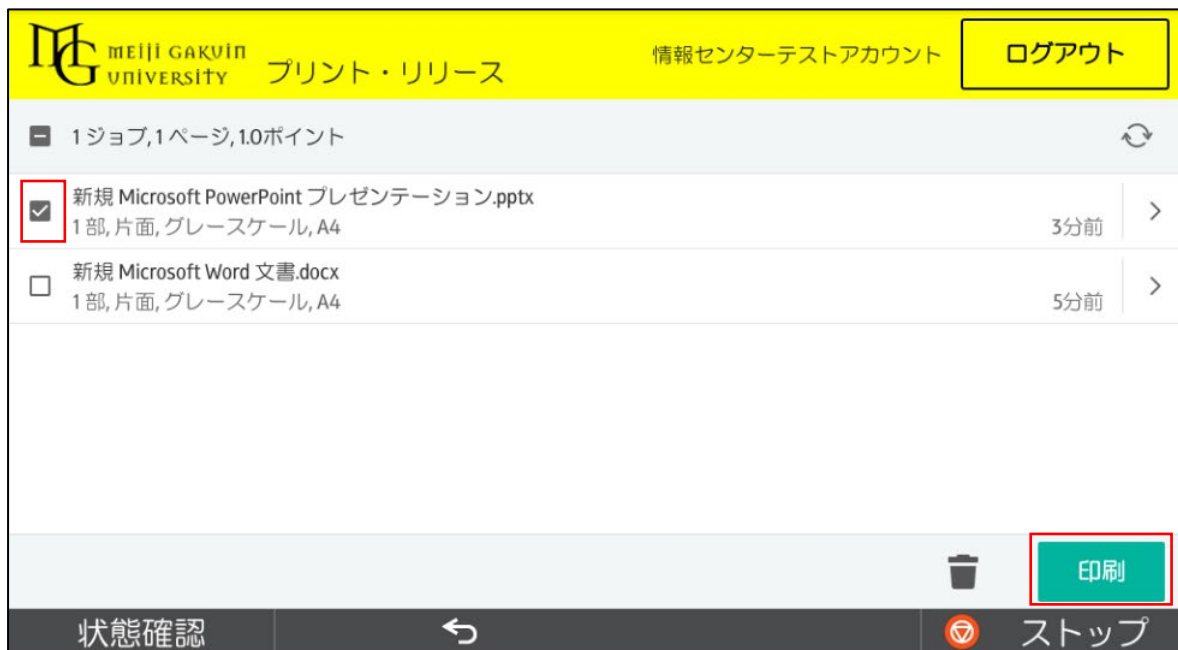 MG MEIJI GAKUIN
UNIVERSITY プリント・リリース
情報センターテストアカウント
ログアウト
1 ジョブ, 1 ページ, 1.0ポイント
新規 Microsoft PowerPoint プレゼンテーション.pptx
1 部, 片面, グレースケール, A4
3分前
新規 Microsoft Word 文書.docx
1 部, 片面, グレースケール, A4
5分前
印刷
状態確認
ストップ